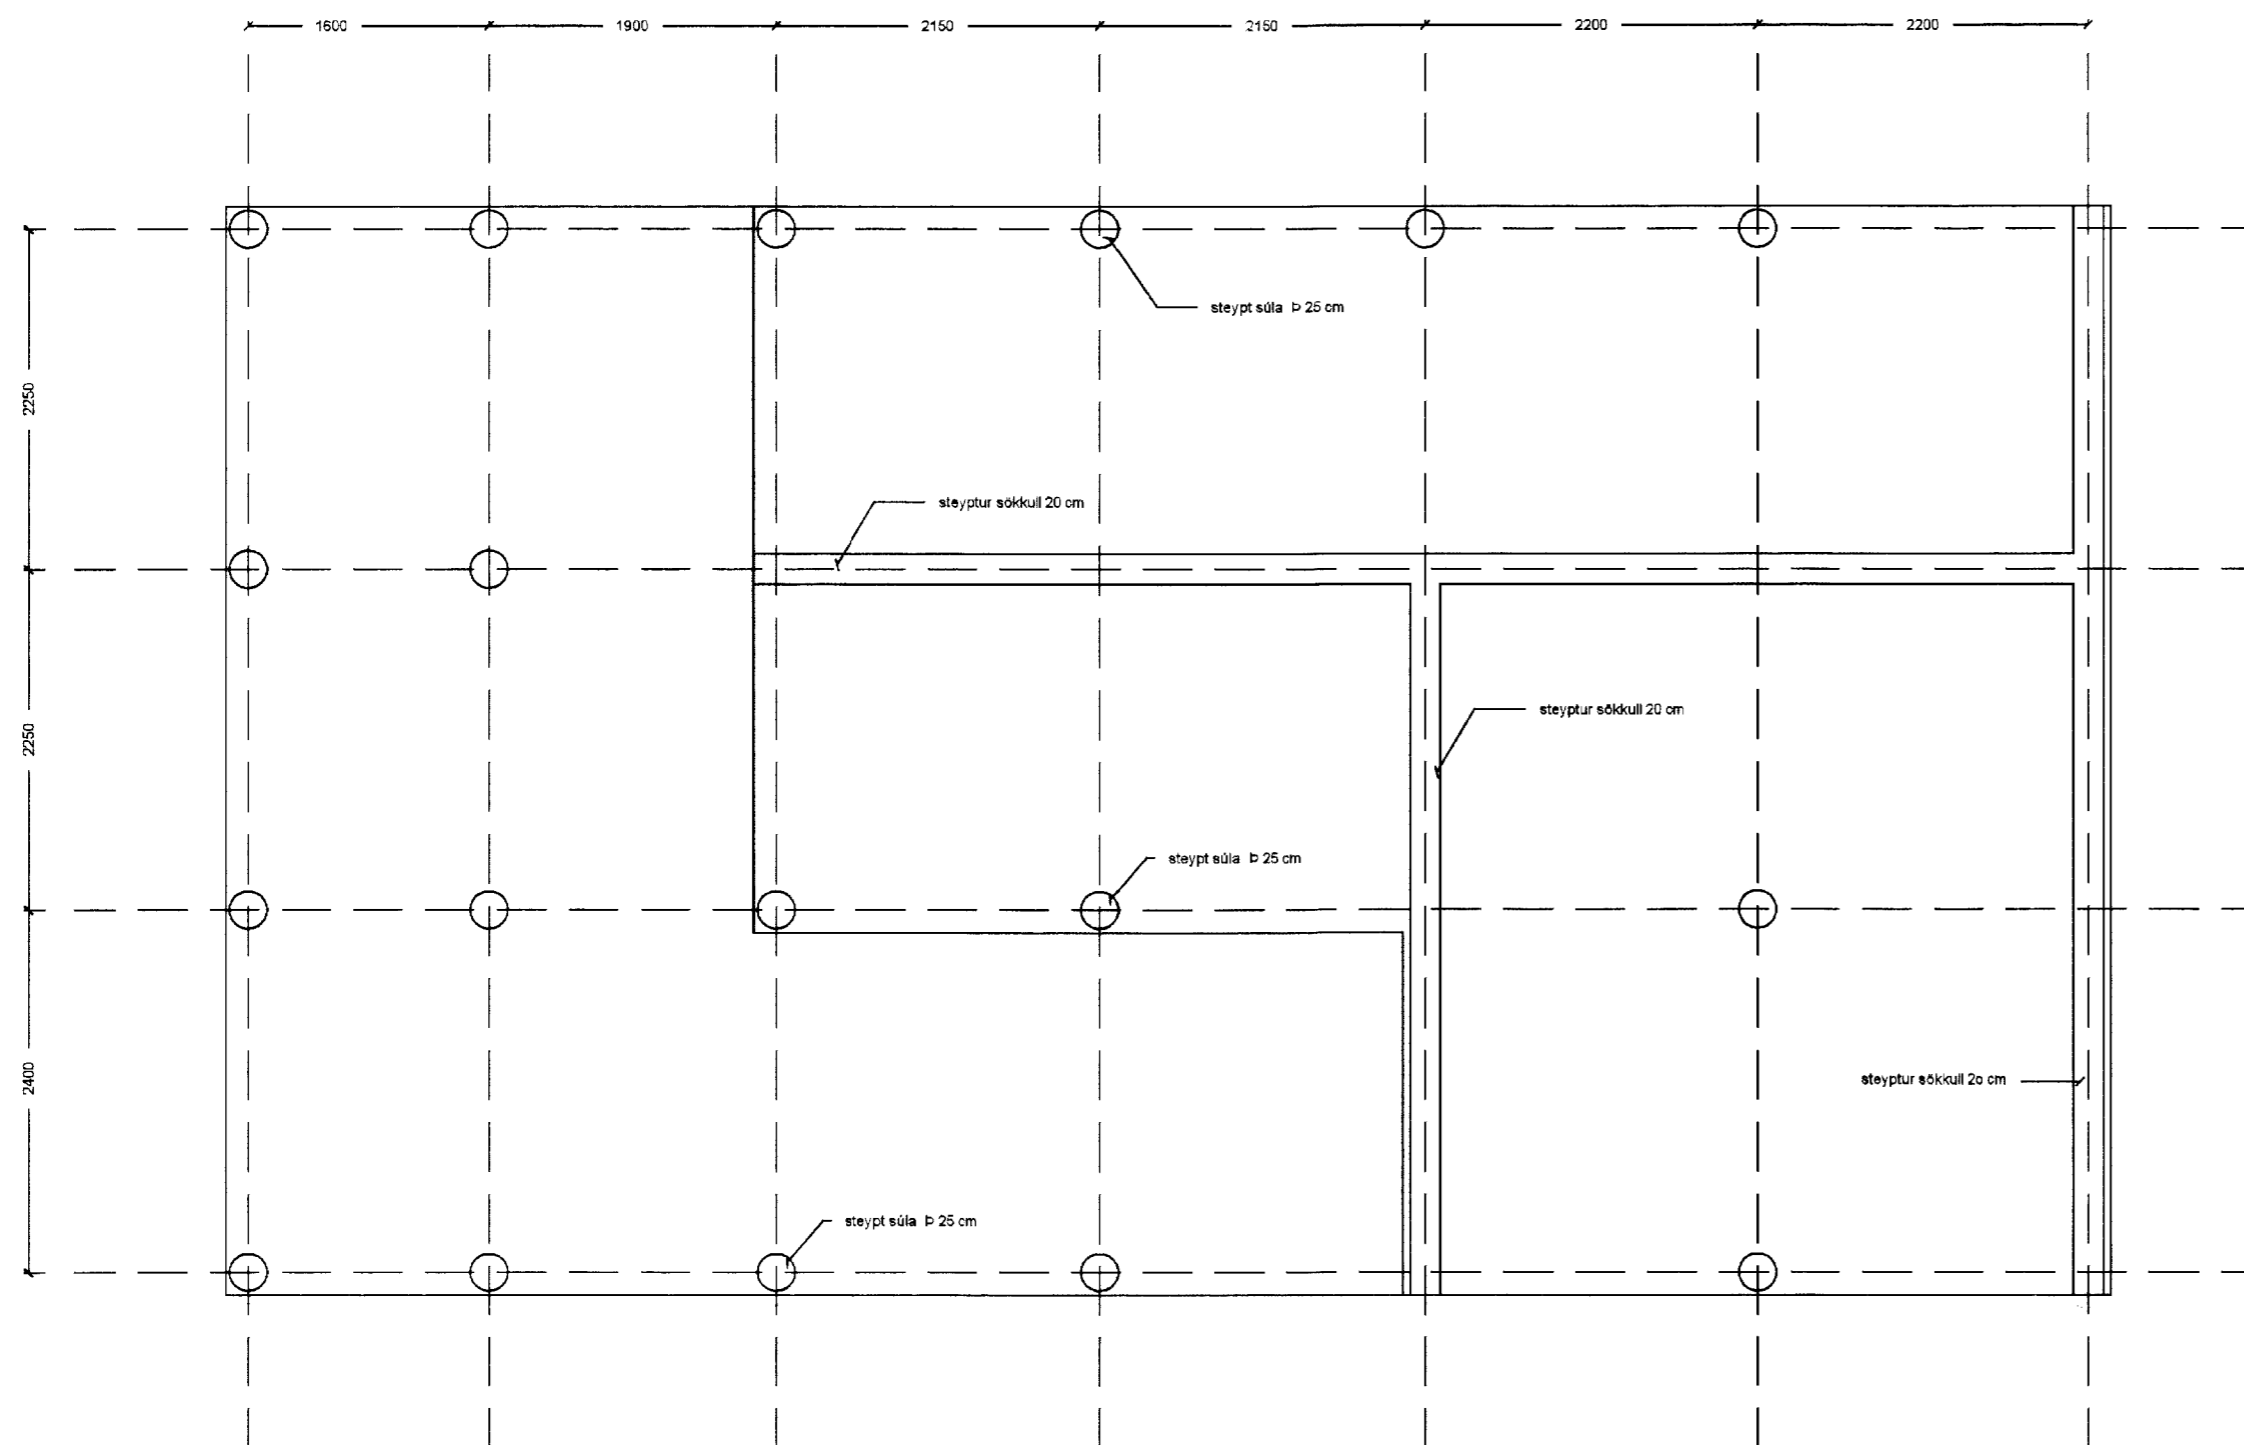 1600 1900 2150 2150 2200 2200
steypt súla Þ 25 cm
2250
steyptur sökkull 20 cm
steyptur sökkull 20 cm
2250
steypt súla Þ 25 cm
2400
steyptur sökkull 2o cm
steypt súla Þ 25 cm